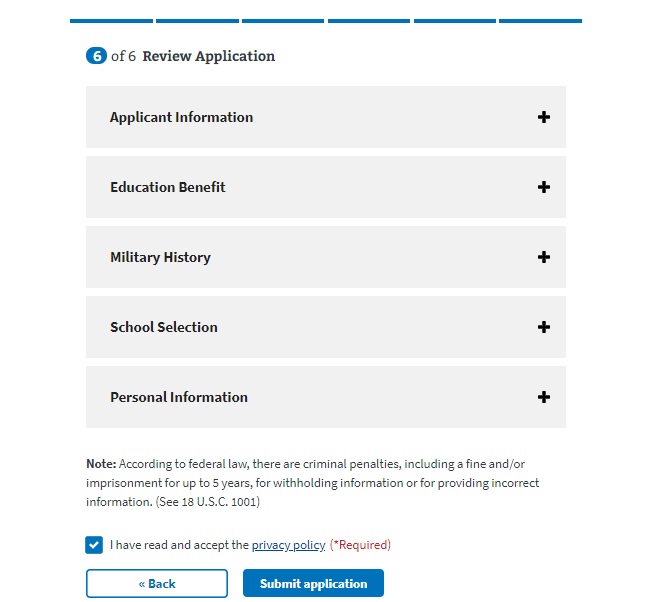 6 of 6 Review Application
Applicant Information
Education Benefit
Military History
School Selection
Personal Information
Note: According to federal law, there are criminal penalties, including a fine and/or
imprisonment for up to 5 years, for withholding information or for providing incorrect
information. (See 18 U.S.C. 1001)
I have read and accept the privacy policy (*Required)
« Back
Submit application